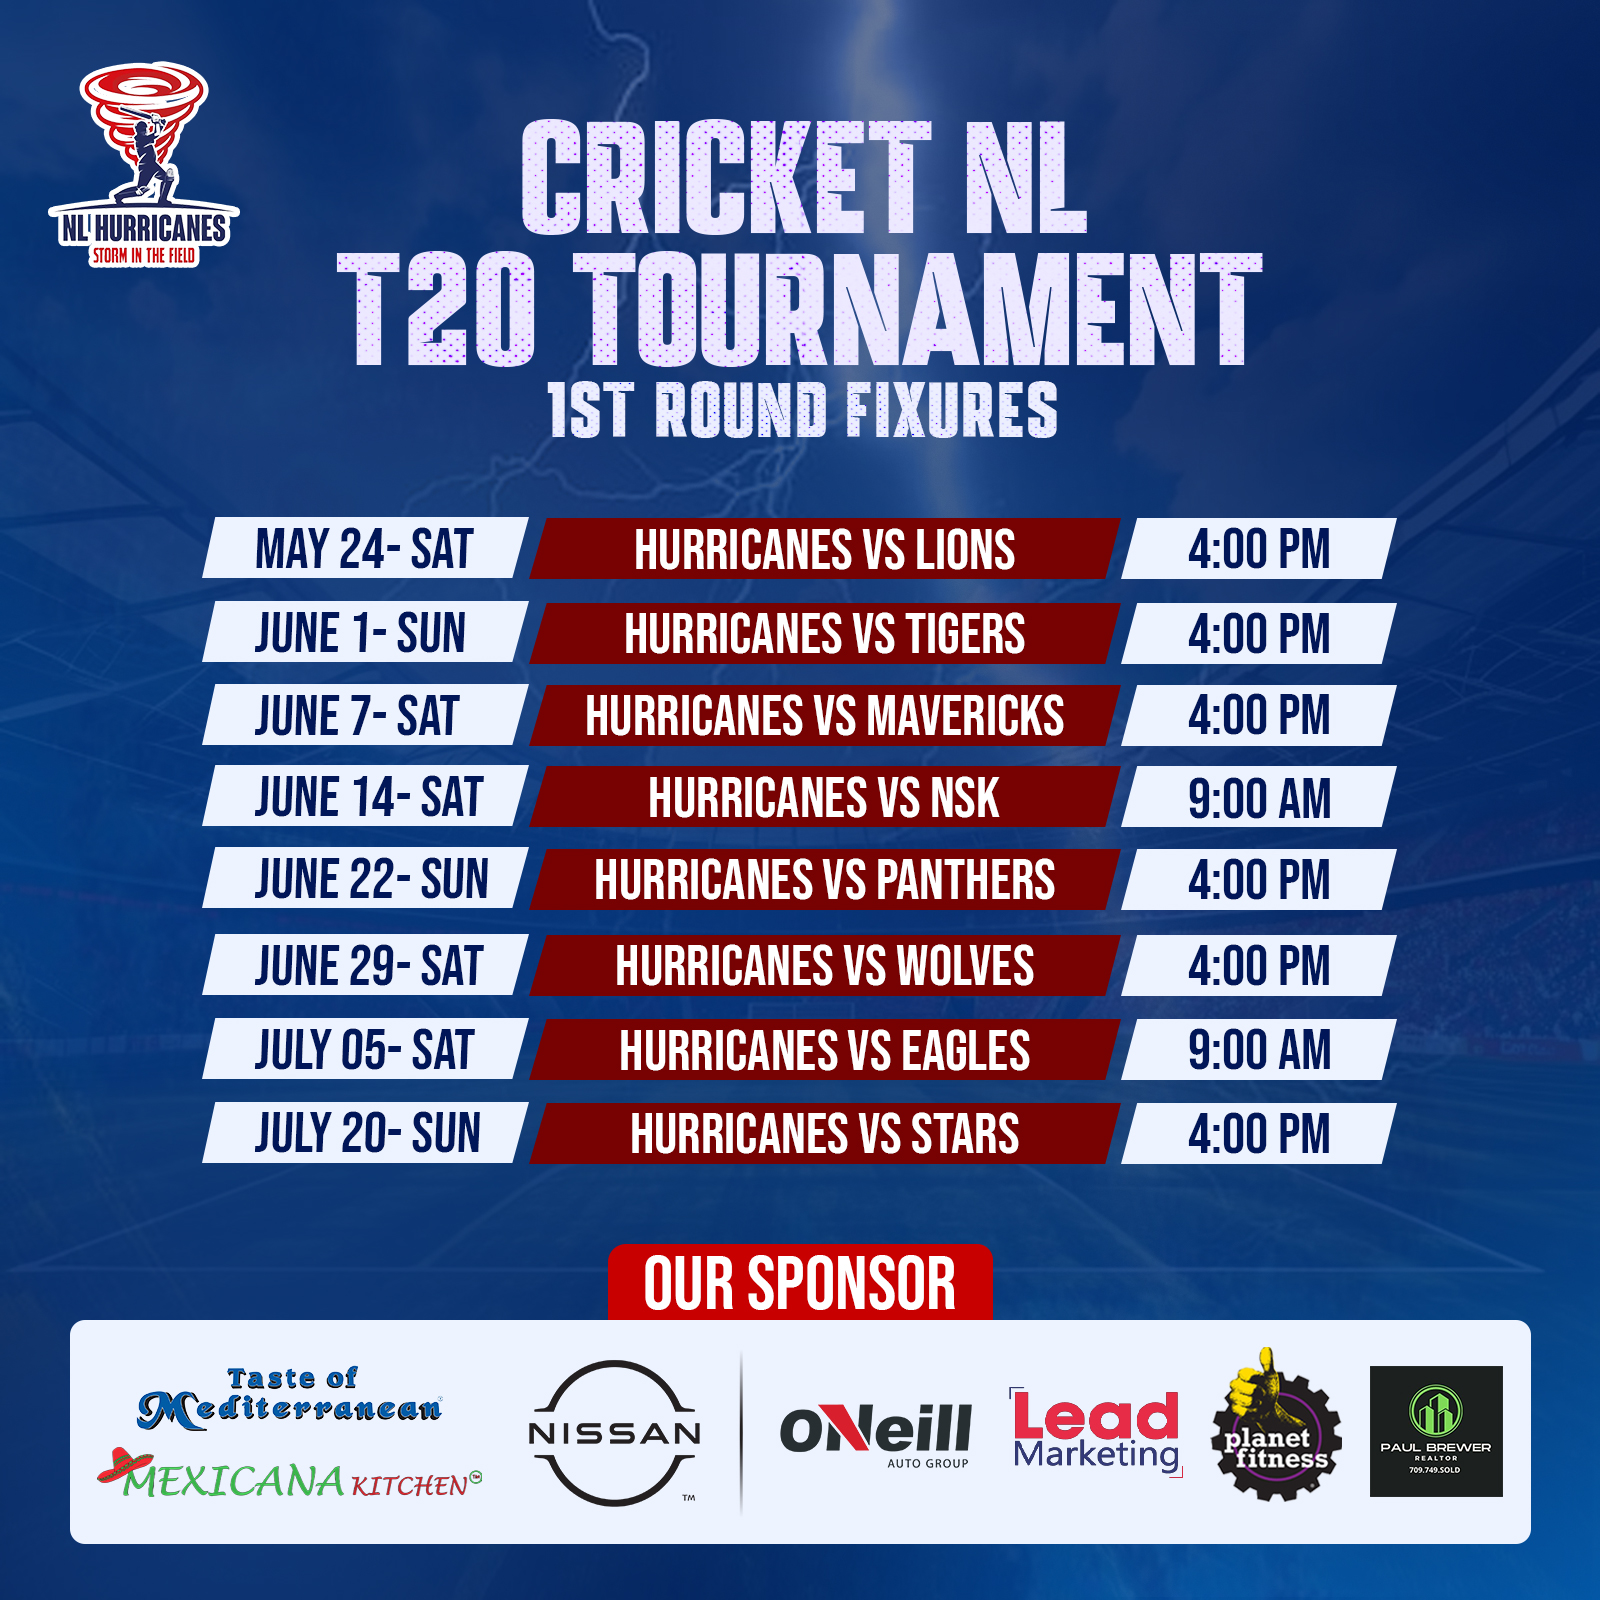 NL HURRICANES
STORM IN THE FIELD
CRICKET NL
T20 TOURNAMENT
1ST ROUND FIXURES
MAY 24- SAT HURRICANES VS LIONS 4:00 PM
JUNE 1- SUN HURRICANES VS TIGERS 4:00 PM
JUNE 7- SAT HURRICANES VS MAVERICKS 4:00 PM
JUNE 14- SAT HURRICANES VS NSK 9:00 AM
JUNE 22- SUN HURRICANES VS PANTHERS 4:00 PM
JUNE 29- SAT HURRICANES VS WOLVES 4:00 PM
JULY 05- SAT HURRICANES VS EAGLES 9:00 AM
JULY 20- SUN HURRICANES VS STARS 4:00 PM
OUR SPONSOR
Taste of
Mediterranean
MEXICANA KITCHEN
NISSAN
TM
ONeill
AUTO GROUP
Lead
Marketing
planet
fitness
PAUL BREWER
REALTOR
709.749.SOLD